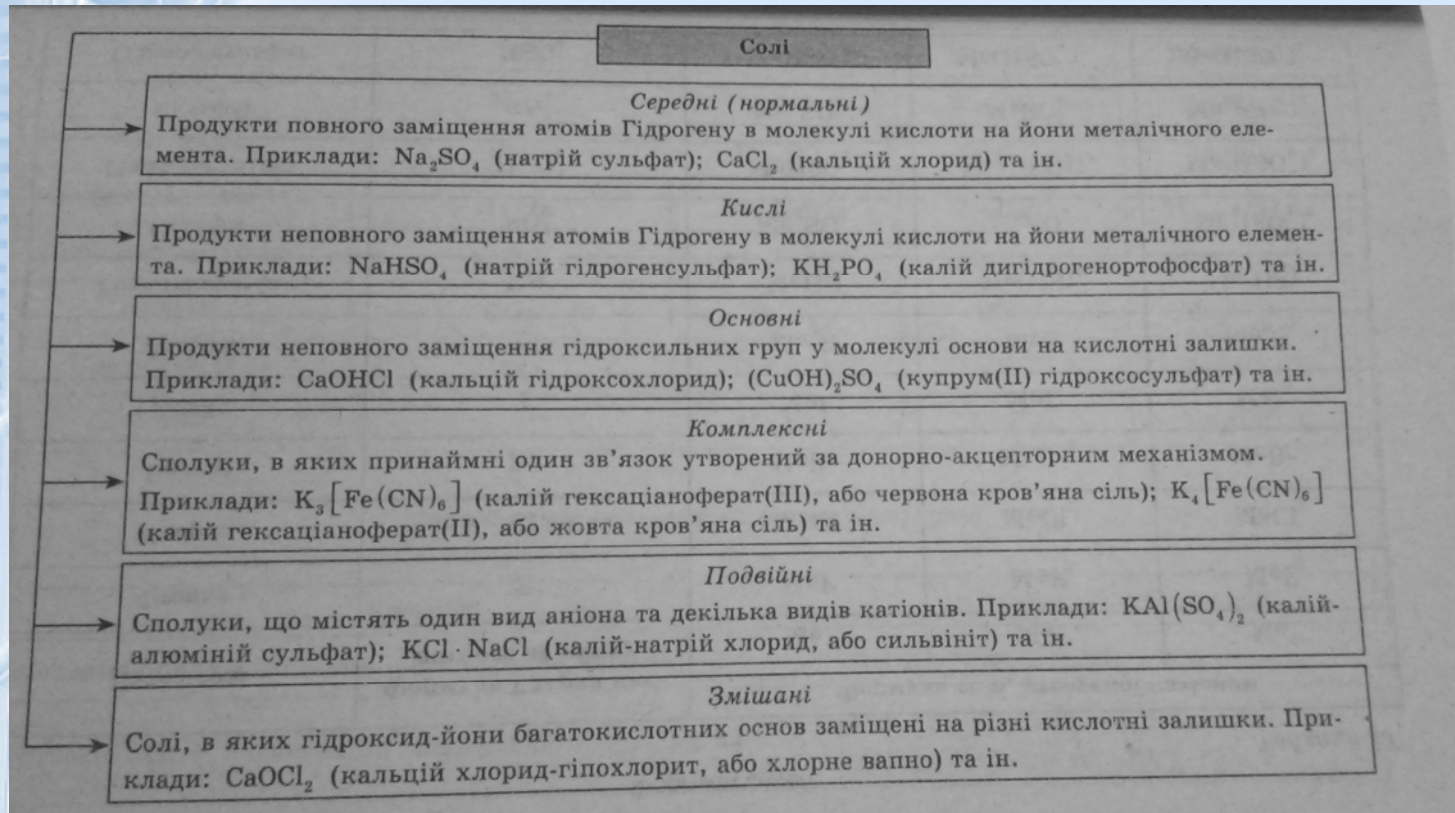 Солі
Середні (нормальні)
Продукти повного заміщення атомів Гідрогену в молекулі кислоти на йони металічного еле-
мента. Приклади: Na₂SO₄ (натрій сульфат); CaCl₂ (кальцій хлорид) та ін.
Кислі
Продукти неповного заміщення атомів Гідрогену в молекулі кислоти на йони металічного елемен-
та. Приклади: NaHSO₄ (натрій гідрогенсульфат); KH₂PO₄ (калій дигідрогенортофосфат) та ін.
Основні
Продукти неповного заміщення гідроксильних груп у молекулі основи на кислотні залишки.
Приклади: CaOHCl (кальцій гідроксохлорид); (CuOH)₂SO₄ (купрум(II) гідроксосульфат) та ін.
Комплексні
Сполуки, в яких принаймні один зв’язок утворений за донорно-акцепторним механізмом.
Приклади: K₃[Fe(CN)₆] (калій гексаціаноферат(III), або червона кров’яна сіль); K₄[Fe(CN)₆]
(калій гексаціаноферат(II), або жовта кров’яна сіль) та ін.
Подвійні
Сполуки, що містять один вид аніона та декілька видів катіонів. Приклади: KAl(SO₄)₂ (калій-
алюміній сульфат); KCl · NaCl (калій-натрій хлорид, або сильвініт) та ін.
Змішані
Солі, в яких гідроксид-йони багатокислотних основ заміщені на різні кислотні залишки. При-
клади: CaOCl₂ (кальцій хлорид-гіпохлорит, або хлорне вапно) та ін.